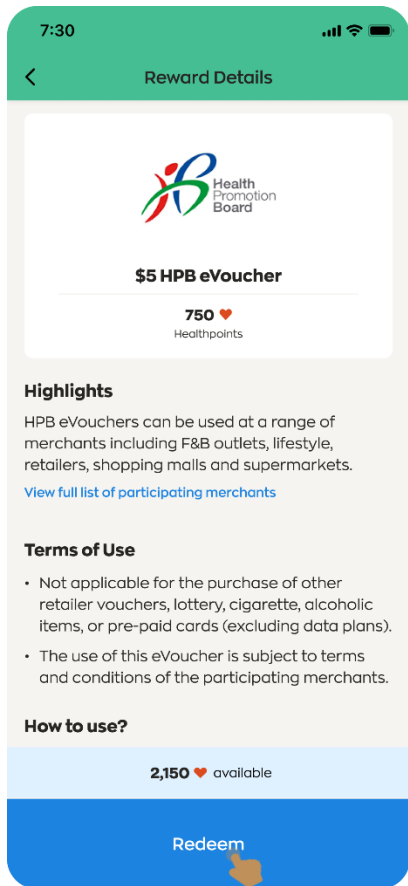 7:30
Reward Details
Health
Promotion
Board
$5 HPB eVoucher
750
Healthpoints
Highlights
HPB eVouchers can be used at a range of
merchants including F&B outlets, lifestyle,
retailers, shopping malls and supermarkets.
View full list of participating merchants
Terms of Use
• Not applicable for the purchase of other
retailer vouchers, lottery, cigarette, alcoholic
items, or pre-paid cards (excluding data plans).
• The use of this eVoucher is subject to terms
and conditions of the participating merchants.
How to use?
2,150 available
Redeem